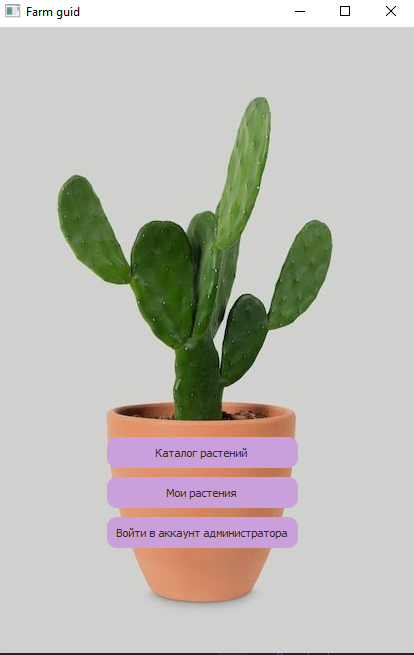 Farm guid
Каталог растений
Мои растения
Войти в аккаунт администратора